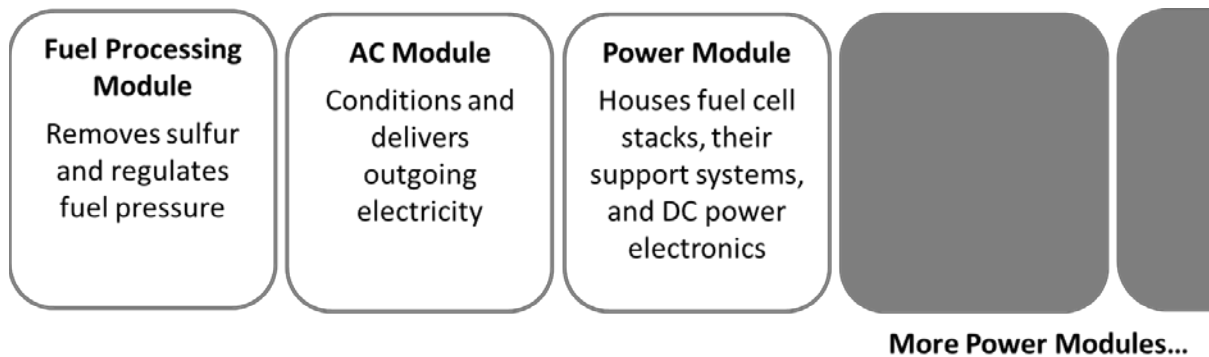 Fuel Processing
Module
Removes sulfur
and regulates
fuel pressure
AC Module
Conditions and
delivers
outgoing
electricity
Power Module
Houses fuel cell
stacks, their
support systems,
and DC power
electronics
More Power Modules...